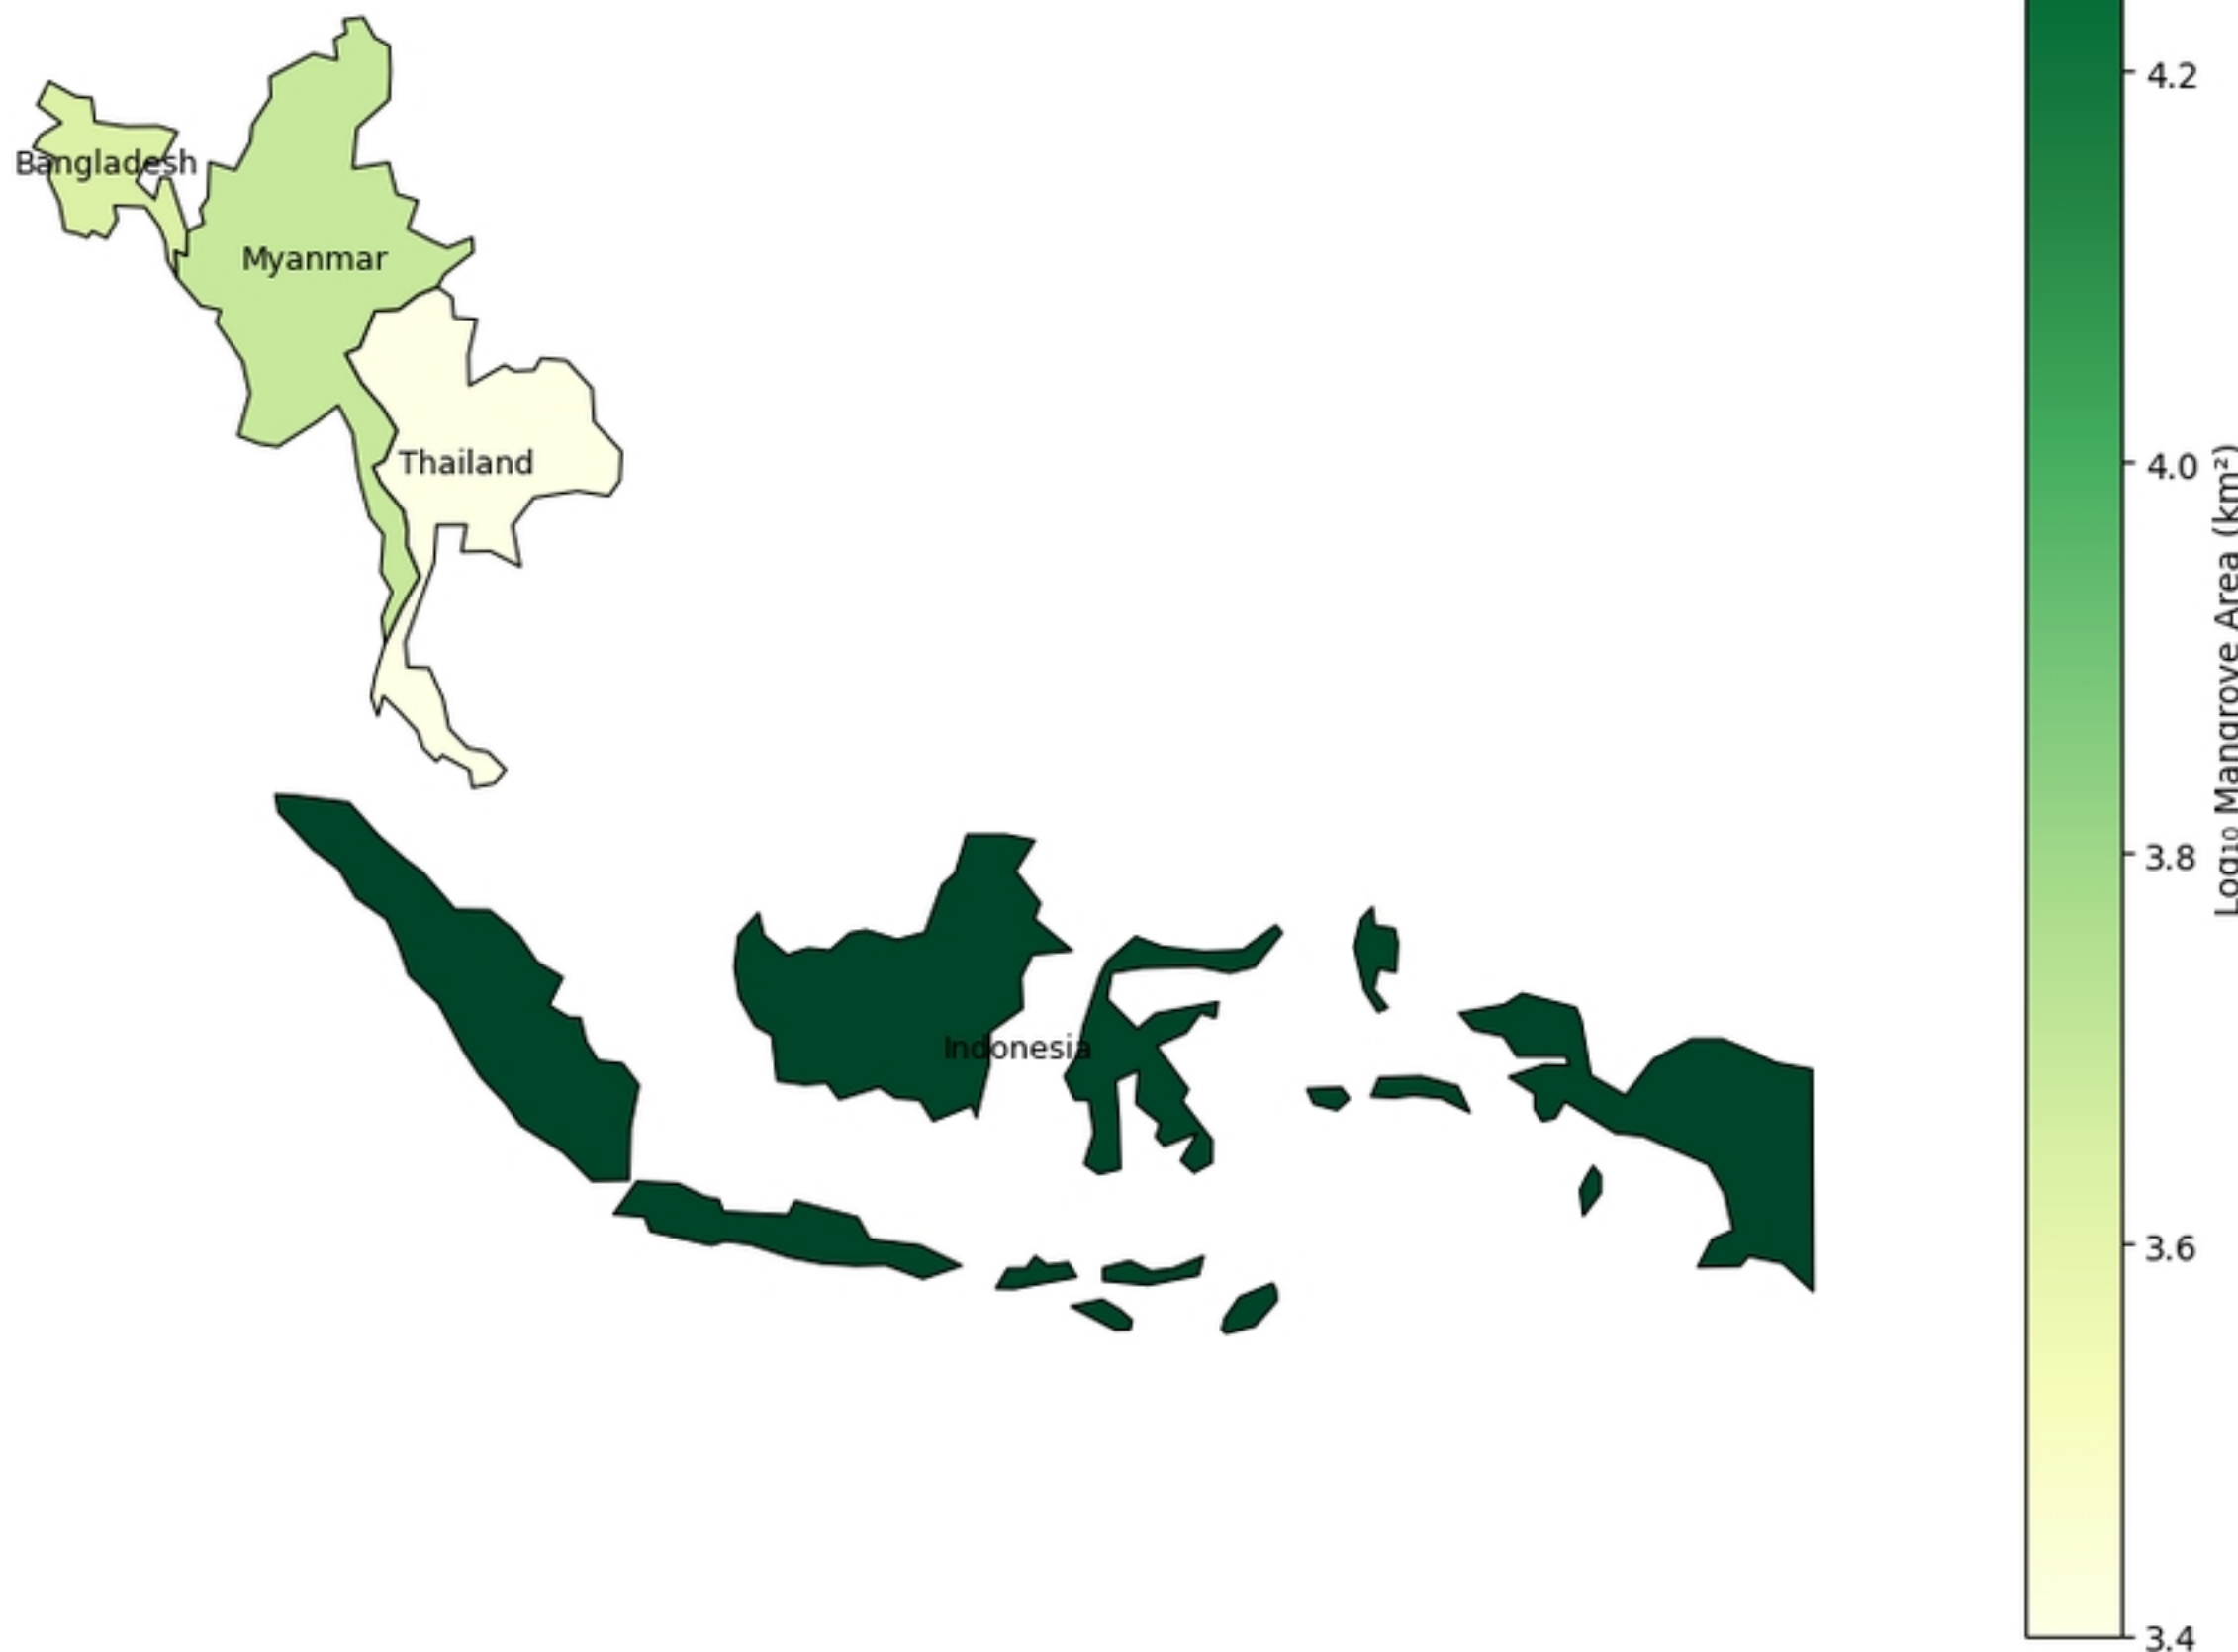 Bangladesh
Myanmar
Thailand
Indonesia
4.2
4.0
3.8
3.6
3.4
Log₁₀ Mangrove Area (km²)